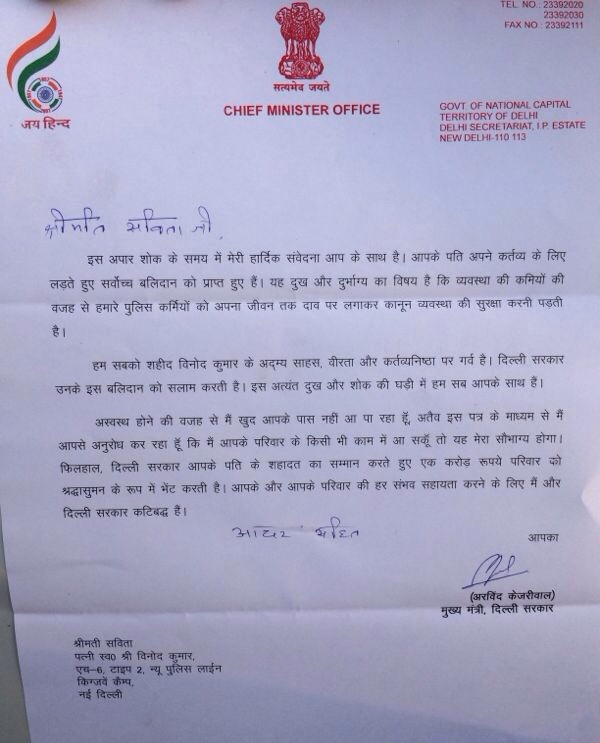 TEL. NO.: 23392020
23392030
FAX NO : 23392111
जय हिन्द
सत्यमेव जयते
CHIEF MINISTER OFFICE
GOVT OF NATIONAL CAPITAL
TERRITORY OF DELHI
DELHI SECRETARIAT, I.P. ESTATE
NEW DELHI-110 113
श्रीमति सविता जी,
इस अपार शोक के समय में मेरी हार्दिक संवेदना आप के साथ है। आपके पति अपने कर्तव्य के लिए
लड़ते हुए सर्वोच्च बलिदान को प्राप्त हुए हैं। यह दुख और दुर्भाग्य का विषय है कि व्यवस्था की कमियों की
वजह से हमारे पुलिस कर्मियों को अपना जीवन तक दाव पर लगाकर कानून व्यवस्था की सुरक्षा करनी पड़ती
है।
हम सबको शहीद विनोद कुमार के अद्म्य साहस, वीरता और कर्तव्यनिष्ठा पर गर्व है। दिल्ली सरकार
उनके इस बलिदान को सलाम करती है। इस अत्यंत दुख और शोक की घड़ी में हम सब आपके साथ हैं।
अस्वस्थ होने की वजह से मैं खुद आपके पास नहीं आ पा रहा हूँ, अतैव इस पत्र के माध्यम से मैं
आपसे अनुरोध कर रहा हूँ कि मैं आपके परिवार के किसी भी काम में आ सकूँ तो यह मेरा सौभाग्य होगा।
फिलहाल, दिल्ली सरकार आपके पति के शहादत का सम्मान करते हुए एक करोड़ रूपये परिवार को
श्रद्धासुमन के रूप में भेंट करती है। आपके और आपके परिवार की हर संभव सहायता करने के लिए मैं और
दिल्ली सरकार कटिबद्ध हैं।
आदर सहित
आपका
(अरविंद केजरीवाल)
मुख्य मंत्री, दिल्ली सरकार
श्रीमती सविता
पत्नी स्व0 श्री विनोद कुमार,
एच-6, टाइप 2, न्यू पुलिस लाईन
किंग्जवें कैम्प,
नई दिल्ली